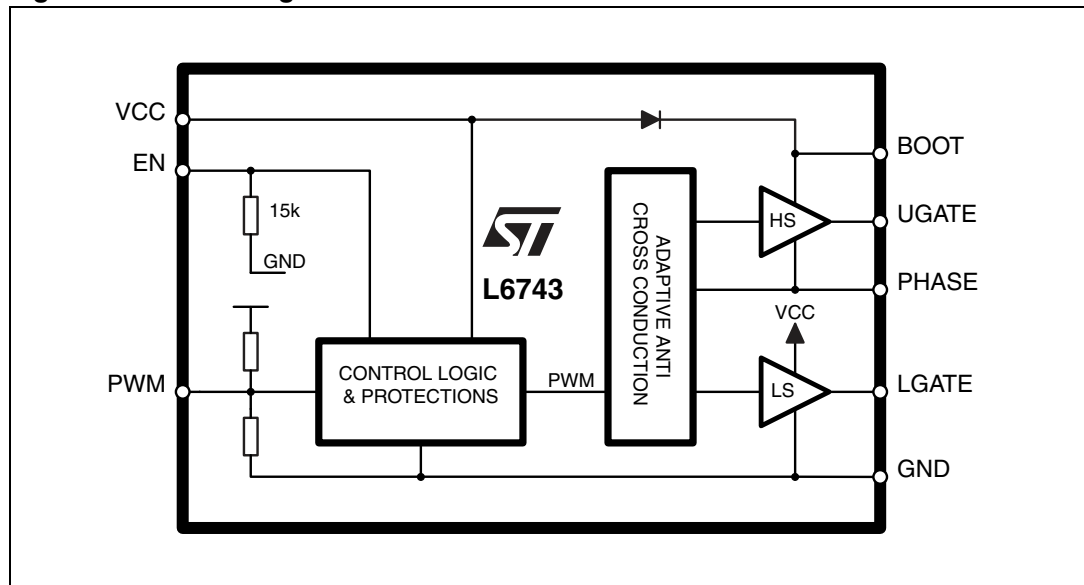 VCC
EN
15k
GND
ST
L6743
PWM
CONTROL LOGIC
& PROTECTIONS
PWM
ADAPTIVE ANTI
CROSS CONDUCTION
HS
VCC
LS
BOOT
UGATE
PHASE
LGATE
GND